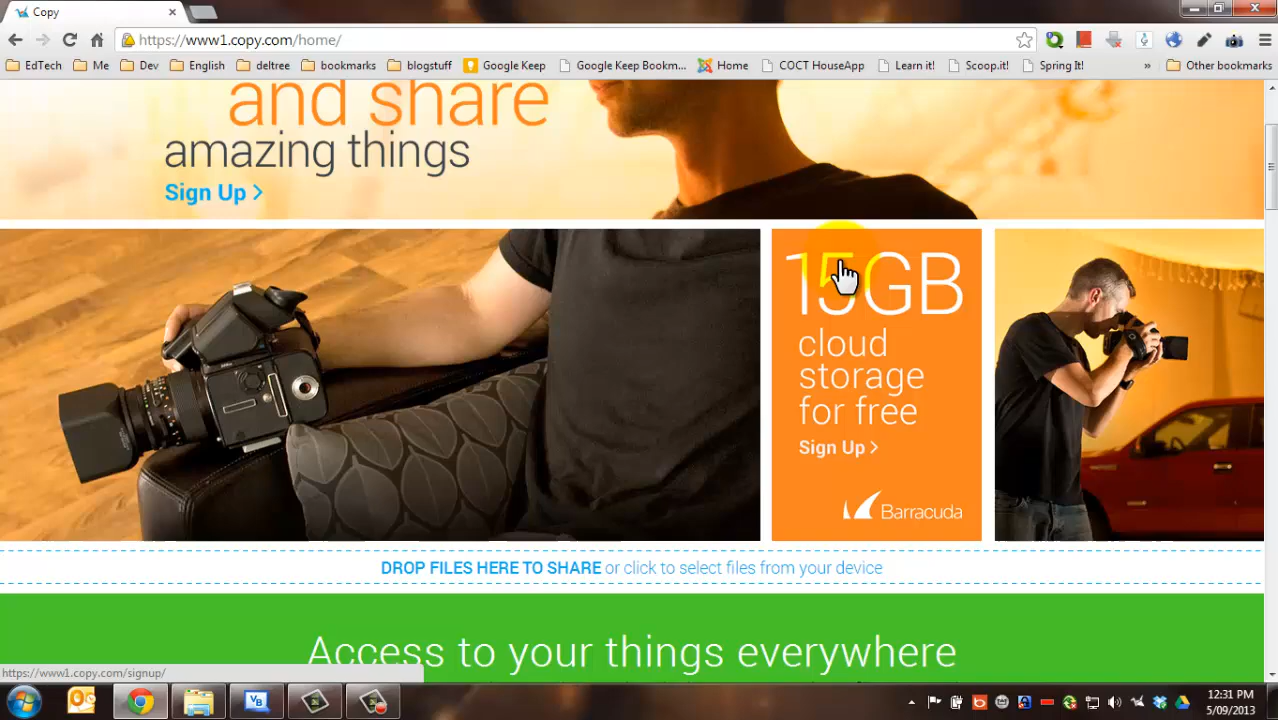 Copy
https://www1.copy.com/home/
EdTech
Me
Dev
English
deltree
bookmarks
blogstuff
Google Keep
Google Keep Bookm...
Home
COCT HouseApp
Learn it!
Scoop.it!
Spring It!
»
Other bookmarks
and share
amazing things
Sign Up >
15GB
cloud
storage
for free
Sign Up >
Barracuda
DROP FILES HERE TO SHARE or click to select files from your device
Access to your things everywhere
https://www1.copy.com/signup/
12:31 PM
5/09/2013